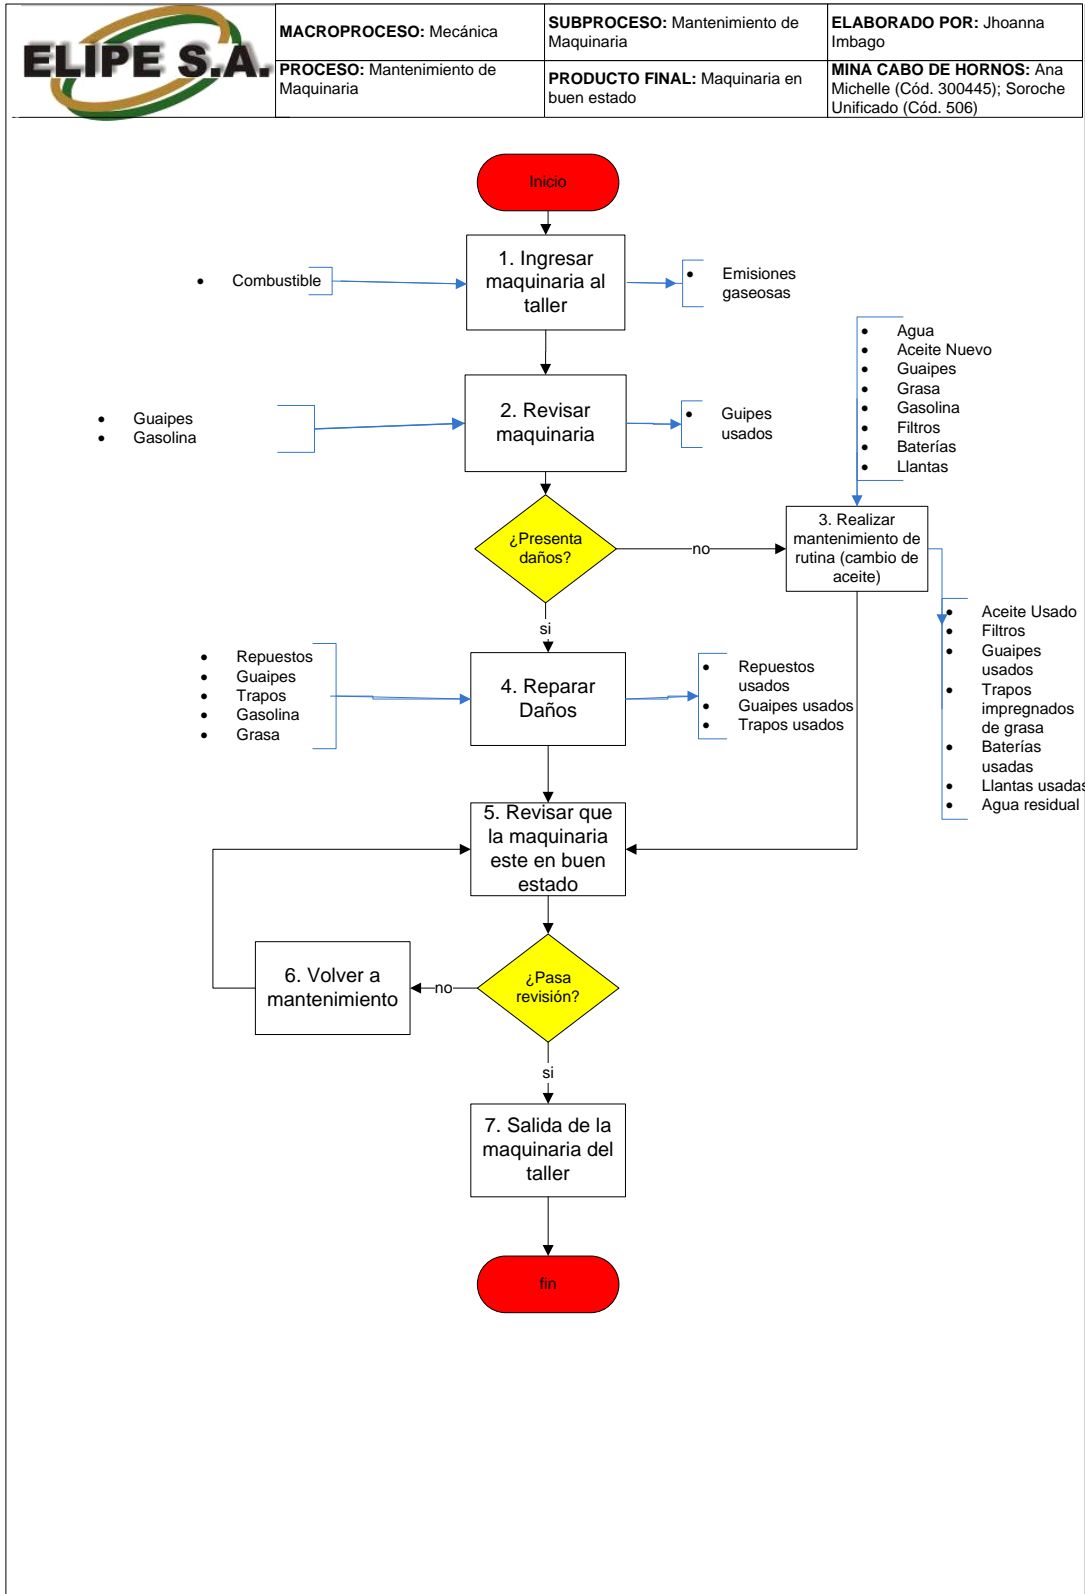 ELIPE S.A.
MACROPROCESO: Mecánica
SUBPROCESO: Mantenimiento de
Maquinaria
ELABORADO POR: Jhoanna
Imbago
PROCESO: Mantenimiento de
Maquinaria
PRODUCTO FINAL: Maquinaria en
buen estado
MINA CABO DE HORNOS: Ana
Michelle (Cód. 300445); Soroche
Unificado (Cód. 506)
Inicio
1. Ingresar
maquinaria al
taller
• Combustible
• Emisiones
gaseosas
2. Revisar
maquinaria
• Guaipes
• Gasolina
• Guipes
usados
• Agua
• Aceite Nuevo
• Guaipes
• Grasa
• Gasolina
• Filtros
• Baterías
• Llantas
¿Presenta
daños?
no
3. Realizar
mantenimiento de
rutina (cambio de
aceite)
• Aceite Usado
• Filtros
• Guaipes
usados
• Trapos
impregnados
de grasa
• Baterías
usadas
• Llantas usadas
• Agua residual
si
• Repuestos
• Guaipes
• Trapos
• Gasolina
• Grasa
4. Reparar
Daños
• Repuestos
usados
• Guaipes usados
• Trapos usados
5. Revisar que
la maquinaria
este en buen
estado
¿Pasa
revisión?
no
6. Volver a
mantenimiento
si
7. Salida de la
maquinaria del
taller
fin